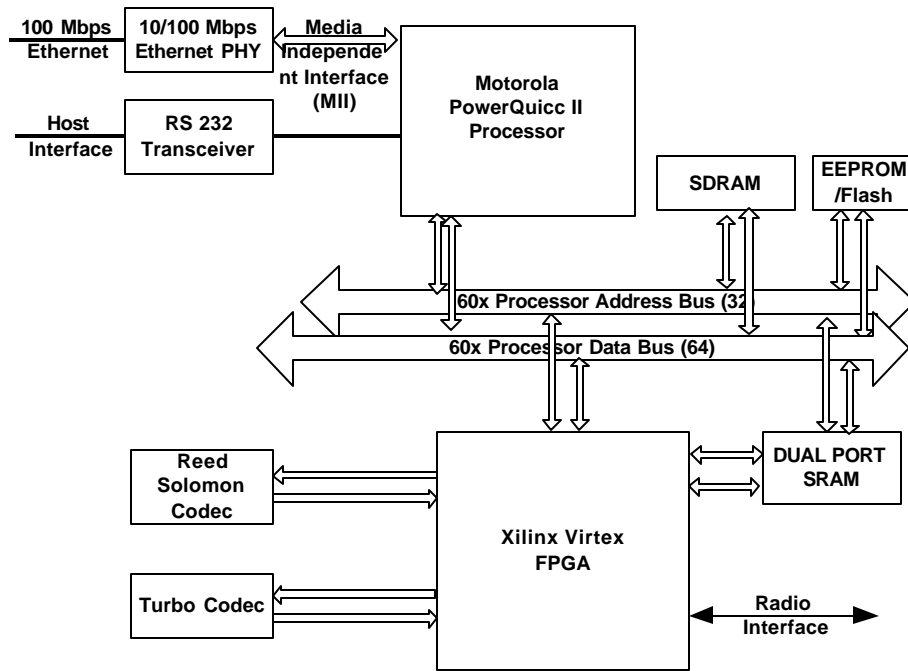 100 Mbps
Ethernet
10/100 Mbps
Ethernet PHY
Media
Independe
nt Interface
(MII)
Motorola
PowerQuicc II
Processor
Host
Interface
RS 232
Transceiver
SDRAM
EEPROM
/Flash
60x Processor Address Bus (32)
60x Processor Data Bus (64)
Reed
Solomon
Codec
DUAL PORT
SRAM
Xilinx Virtex
FPGA
Turbo Codec
Radio
Interface